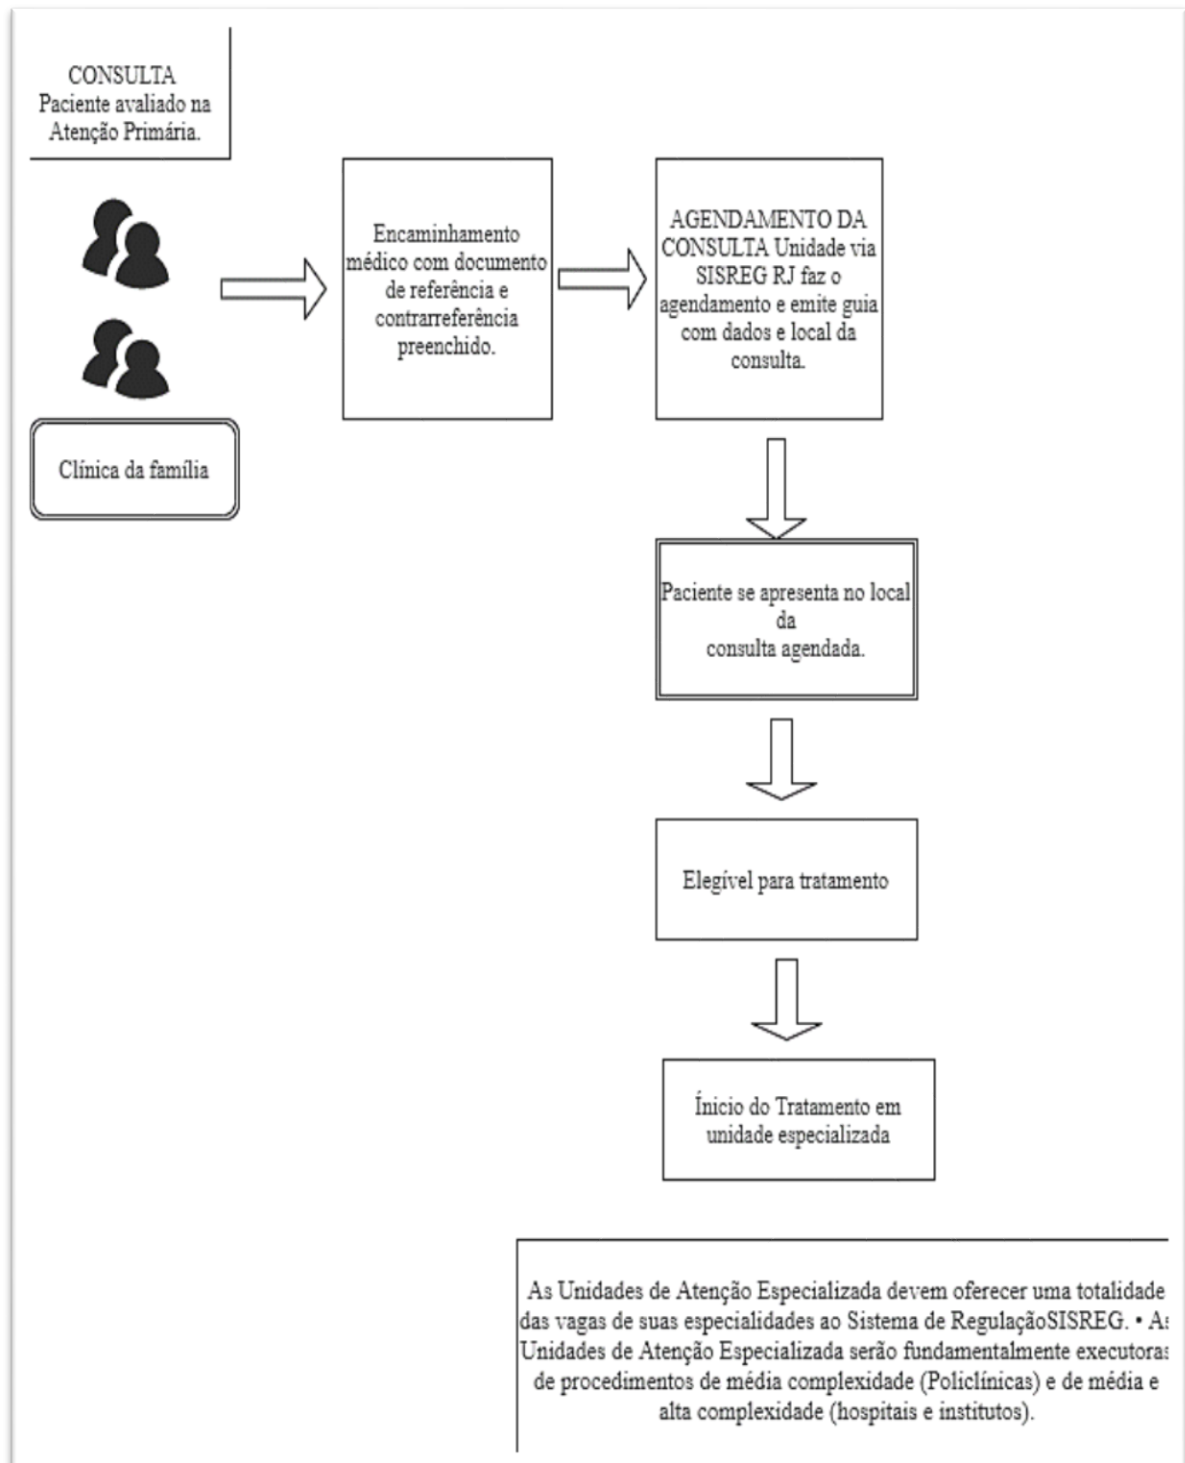 CONSULTA
Paciente avaliado na
Atenção Primária.
Clínica da família
Encaminhamento
médico com documento
de referência e
contrarreferência
preenchido.
AGENDAMENTO DA
CONSULTA Unidade via
SISREG RJ faz o
agendamento e emite guia
com dados e local da
consulta.
Paciente se apresenta no local
da
consulta agendada.
Elegível para tratamento
Ínicio do Tratamento em
unidade especializada
As Unidades de Atenção Especializada devem oferecer uma totalidade
das vagas de suas especialidades ao Sistema de RegulaçãoSISREG. • As
Unidades de Atenção Especializada serão fundamentalmente executoras
de procedimentos de média complexidade (Policlínicas) e de média e
alta complexidade (hospitais e institutos).